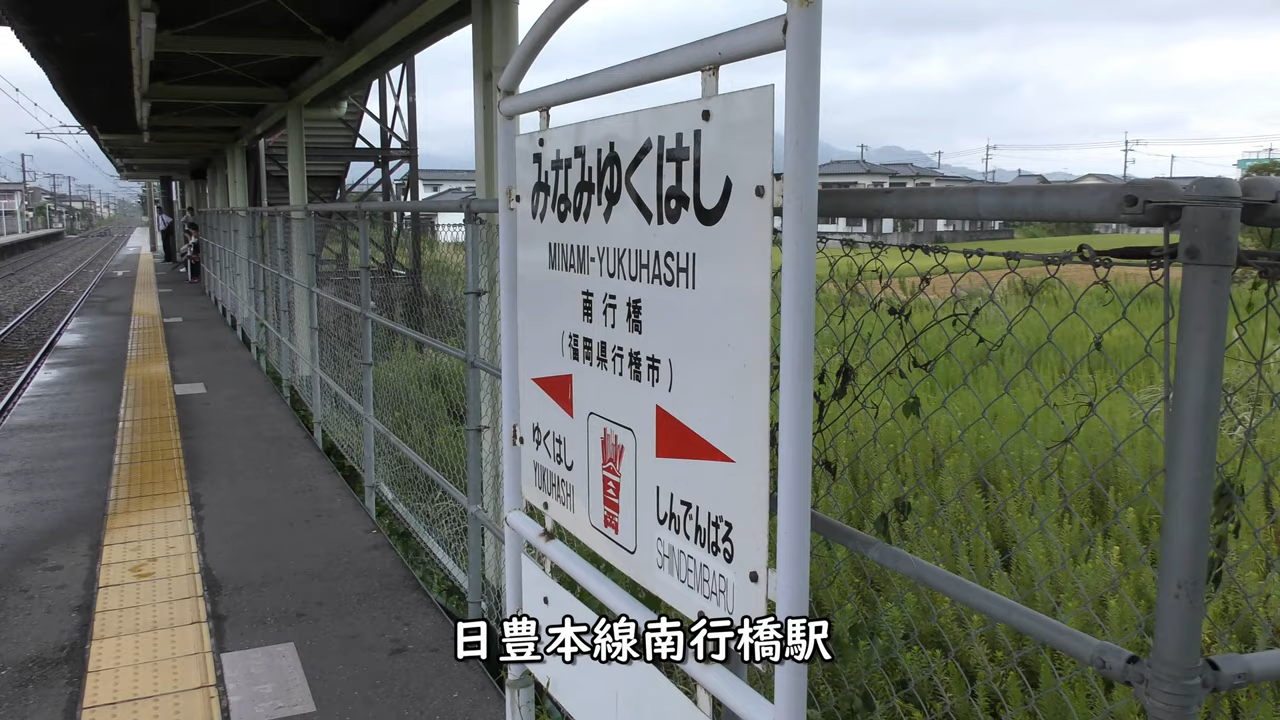 みなみゆくはし
MINAMI-YUKUHASHI
南行橋
(福岡県行橋市)
ゆくはし
YUKUHASHI
しんでんばる
SHINDEMBARU
日豊本線南行橋駅